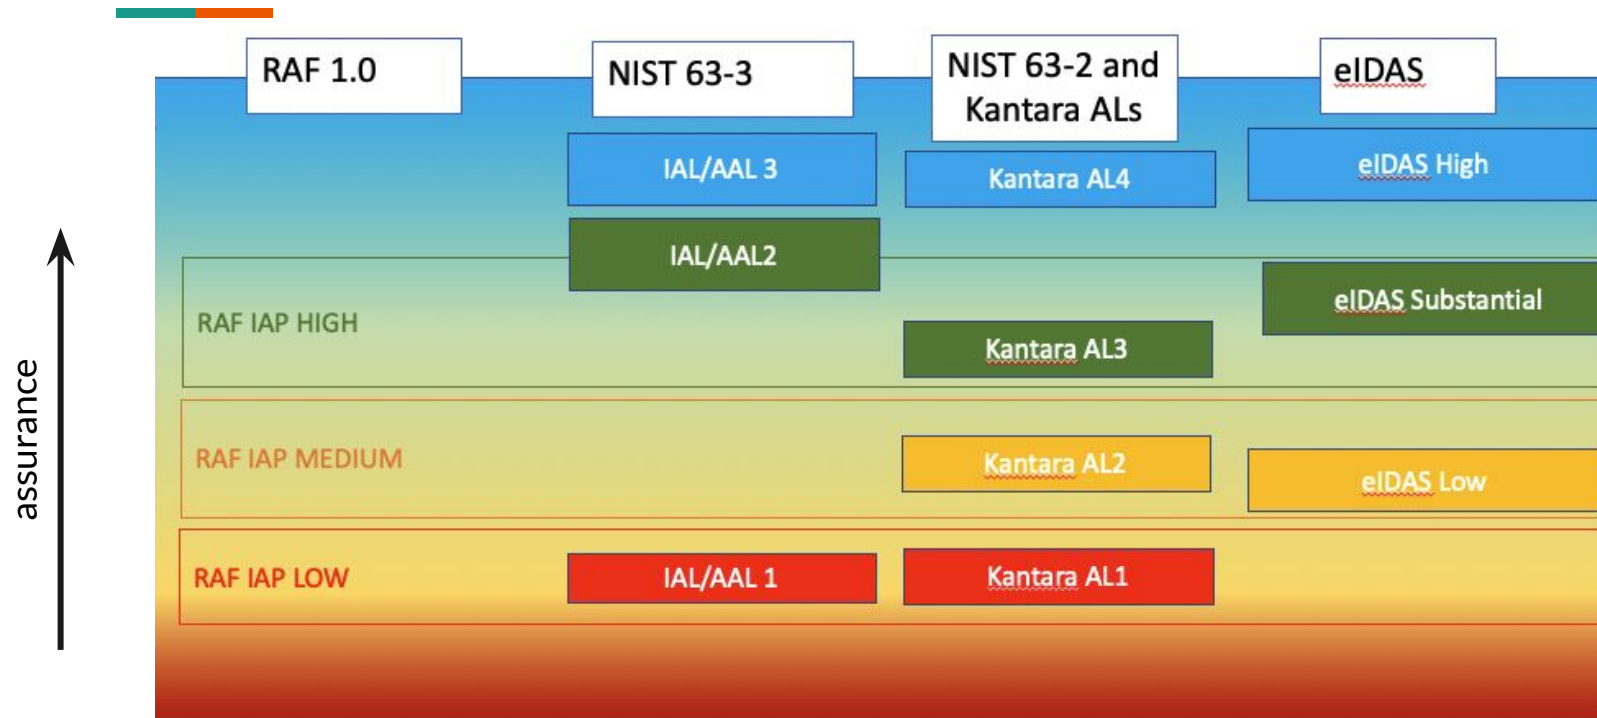 RAF 1.0
NIST 63-3
NIST 63-2 and
Kantara ALs
eIDAS
IAL/AAL 3
Kantara AL4
eIDAS High
IAL/AAL2
eIDAS Substantial
RAF IAP HIGH
Kantara AL3
assurance
RAF IAP MEDIUM
Kantara AL2
eIDAS Low
RAF IAP LOW
IAL/AAL 1
Kantara AL1